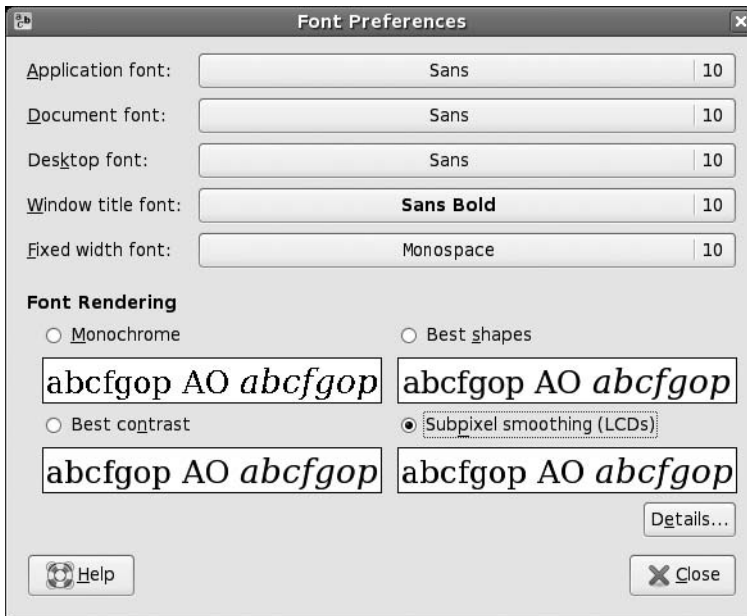 Font Preferences
Application font: Sans 10
Document font: Sans 10
Desktop font: Sans 10
Window title font: Sans Bold 10
Fixed width font: Monospace 10
Font Rendering
Monochrome Best shapes
abcfgop AO abcfgop abcfgop AO abcfgop
Best contrast Subpixel smoothing (LCDs)
abcfgop AO abcfgop abcfgop AO abcfgop
Details...
Help Close